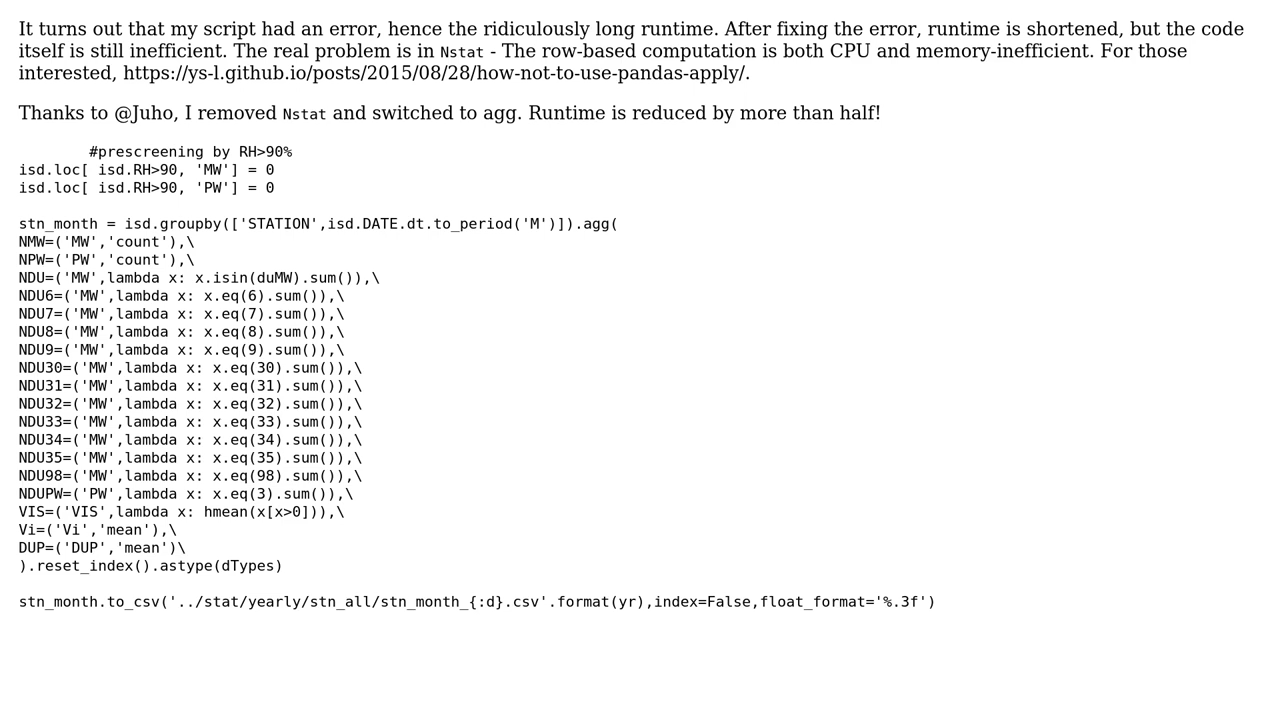 It turns out that my script had an error, hence the ridiculously long runtime. After fixing the error, runtime is shortened, but the code
itself is still inefficient. The real problem is in Nstat - The row-based computation is both CPU and memory-inefficient. For those
interested, https://ys-l.github.io/posts/2015/08/28/how-not-to-use-pandas-apply/.
Thanks to @Juho, I removed Nstat and switched to agg. Runtime is reduced by more than half!
        #prescreening by RH>90%
isd.loc[ isd.RH>90, 'MW'] = 0
isd.loc[ isd.RH>90, 'PW'] = 0
stn_month = isd.groupby(['STATION',isd.DATE.dt.to_period('M')]).agg(
NMW=('MW','count'),\
NPW=('PW','count'),\
NDU=('MW',lambda x: x.isin(duMW).sum()),\
NDU6=('MW',lambda x: x.eq(6).sum()),\
NDU7=('MW',lambda x: x.eq(7).sum()),\
NDU8=('MW',lambda x: x.eq(8).sum()),\
NDU9=('MW',lambda x: x.eq(9).sum()),\
NDU30=('MW',lambda x: x.eq(30).sum()),\
NDU31=('MW',lambda x: x.eq(31).sum()),\
NDU32=('MW',lambda x: x.eq(32).sum()),\
NDU33=('MW',lambda x: x.eq(33).sum()),\
NDU34=('MW',lambda x: x.eq(34).sum()),\
NDU35=('MW',lambda x: x.eq(35).sum()),\
NDU98=('MW',lambda x: x.eq(98).sum()),\
NDUPW=('PW',lambda x: x.eq(3).sum()),\
VIS=('VIS',lambda x: hmean(x[x>0])),\
Vi=('Vi','mean'),\
DUP=('DUP','mean')\
).reset_index().astype(dTypes)
stn_month.to_csv('../stat/yearly/stn_all/stn_month_{:d}.csv'.format(yr),index=False,float_format='%.3f')